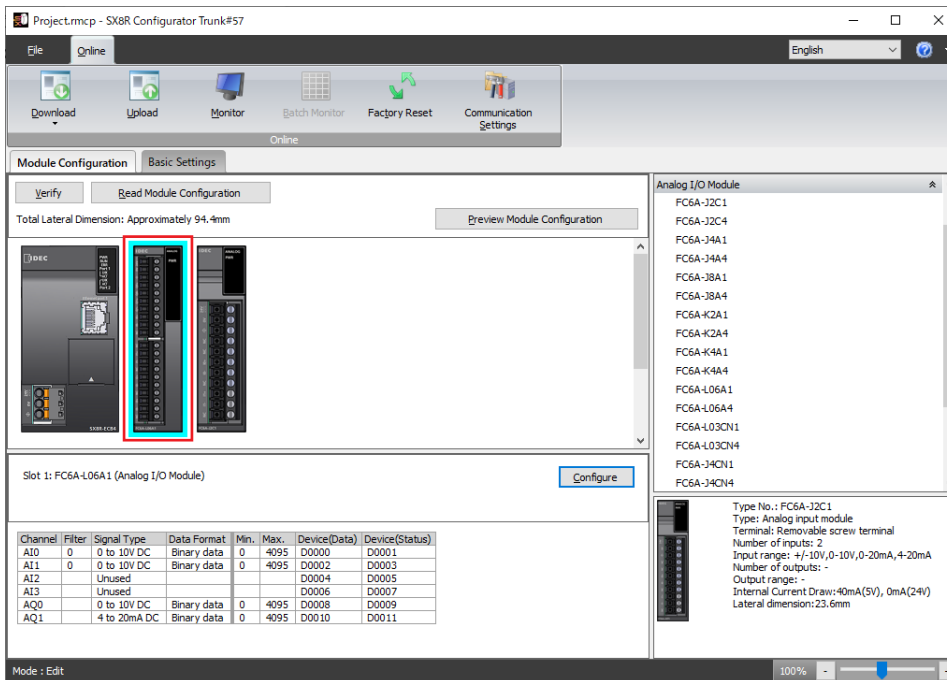 Project.rmcp - SX8R Configurator Trunk#57
File Online English
Download Upload Monitor Batch Monitor Factory Reset Communication Settings
Online
Module Configuration Basic Settings
Verify Read Module Configuration
Total Lateral Dimension: Approximately 94.4mm Preview Module Configuration
IDEC
SX8R-ECB4
Slot 1: FC6A-L06A1 (Analog I/O Module) Configure
Channel Filter Signal Type Data Format Min. Max. Device(Data) Device(Status)
AI0 0 0 to 10V DC Binary data 0 4095 D0000 D0001
AI1 0 0 to 10V DC Binary data 0 4095 D0002 D0003
AI2 Unused D0004 D0005
AI3 Unused D0006 D0007
AQ0 0 to 10V DC Binary data 0 4095 D0008 D0009
AQ1 4 to 20mA DC Binary data 0 4095 D0010 D0011
Analog I/O Module
FC6A-J2C1
FC6A-J2C4
FC6A-J4A1
FC6A-J4A4
FC6A-J8A1
FC6A-J8A4
FC6A-K2A1
FC6A-K2A4
FC6A-K4A1
FC6A-K4A4
FC6A-L06A1
FC6A-L06A4
FC6A-L03CN1
FC6A-L03CN4
FC6A-J4CN1
FC6A-J4CN4
Type No.: FC6A-J2C1
Type: Analog input module
Terminal: Removable screw terminal
Number of inputs: 2
Input range: +/-10V,0-10V,0-20mA,4-20mA
Number of outputs: -
Output range: -
Internal Current Draw:40mA(5V), 0mA(24V)
Lateral dimension:23.6mm
Mode : Edit 100% -